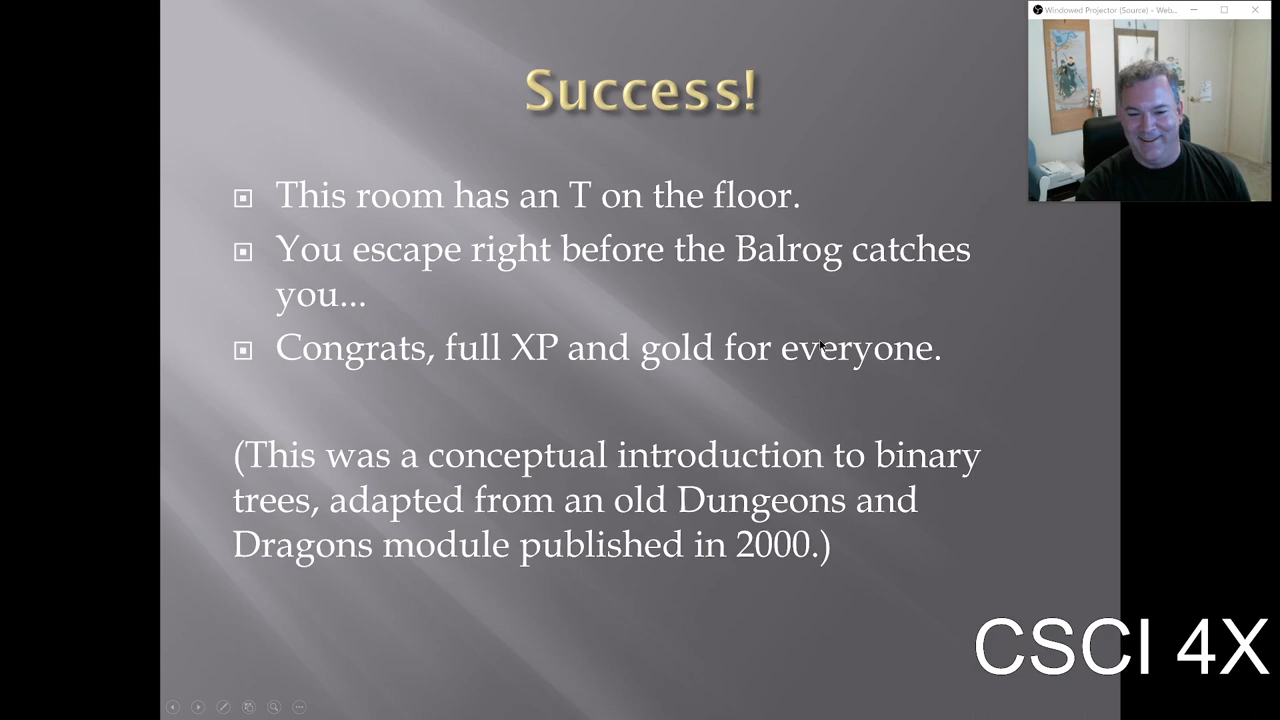 Windowed Projector (Source) - Web...
Success!
This room has an T on the floor.
You escape right before the Balrog catches
you...
Congrats, full XP and gold for everyone.
(This was a conceptual introduction to binary
trees, adapted from an old Dungeons and
Dragons module published in 2000.)
CSCI 4X